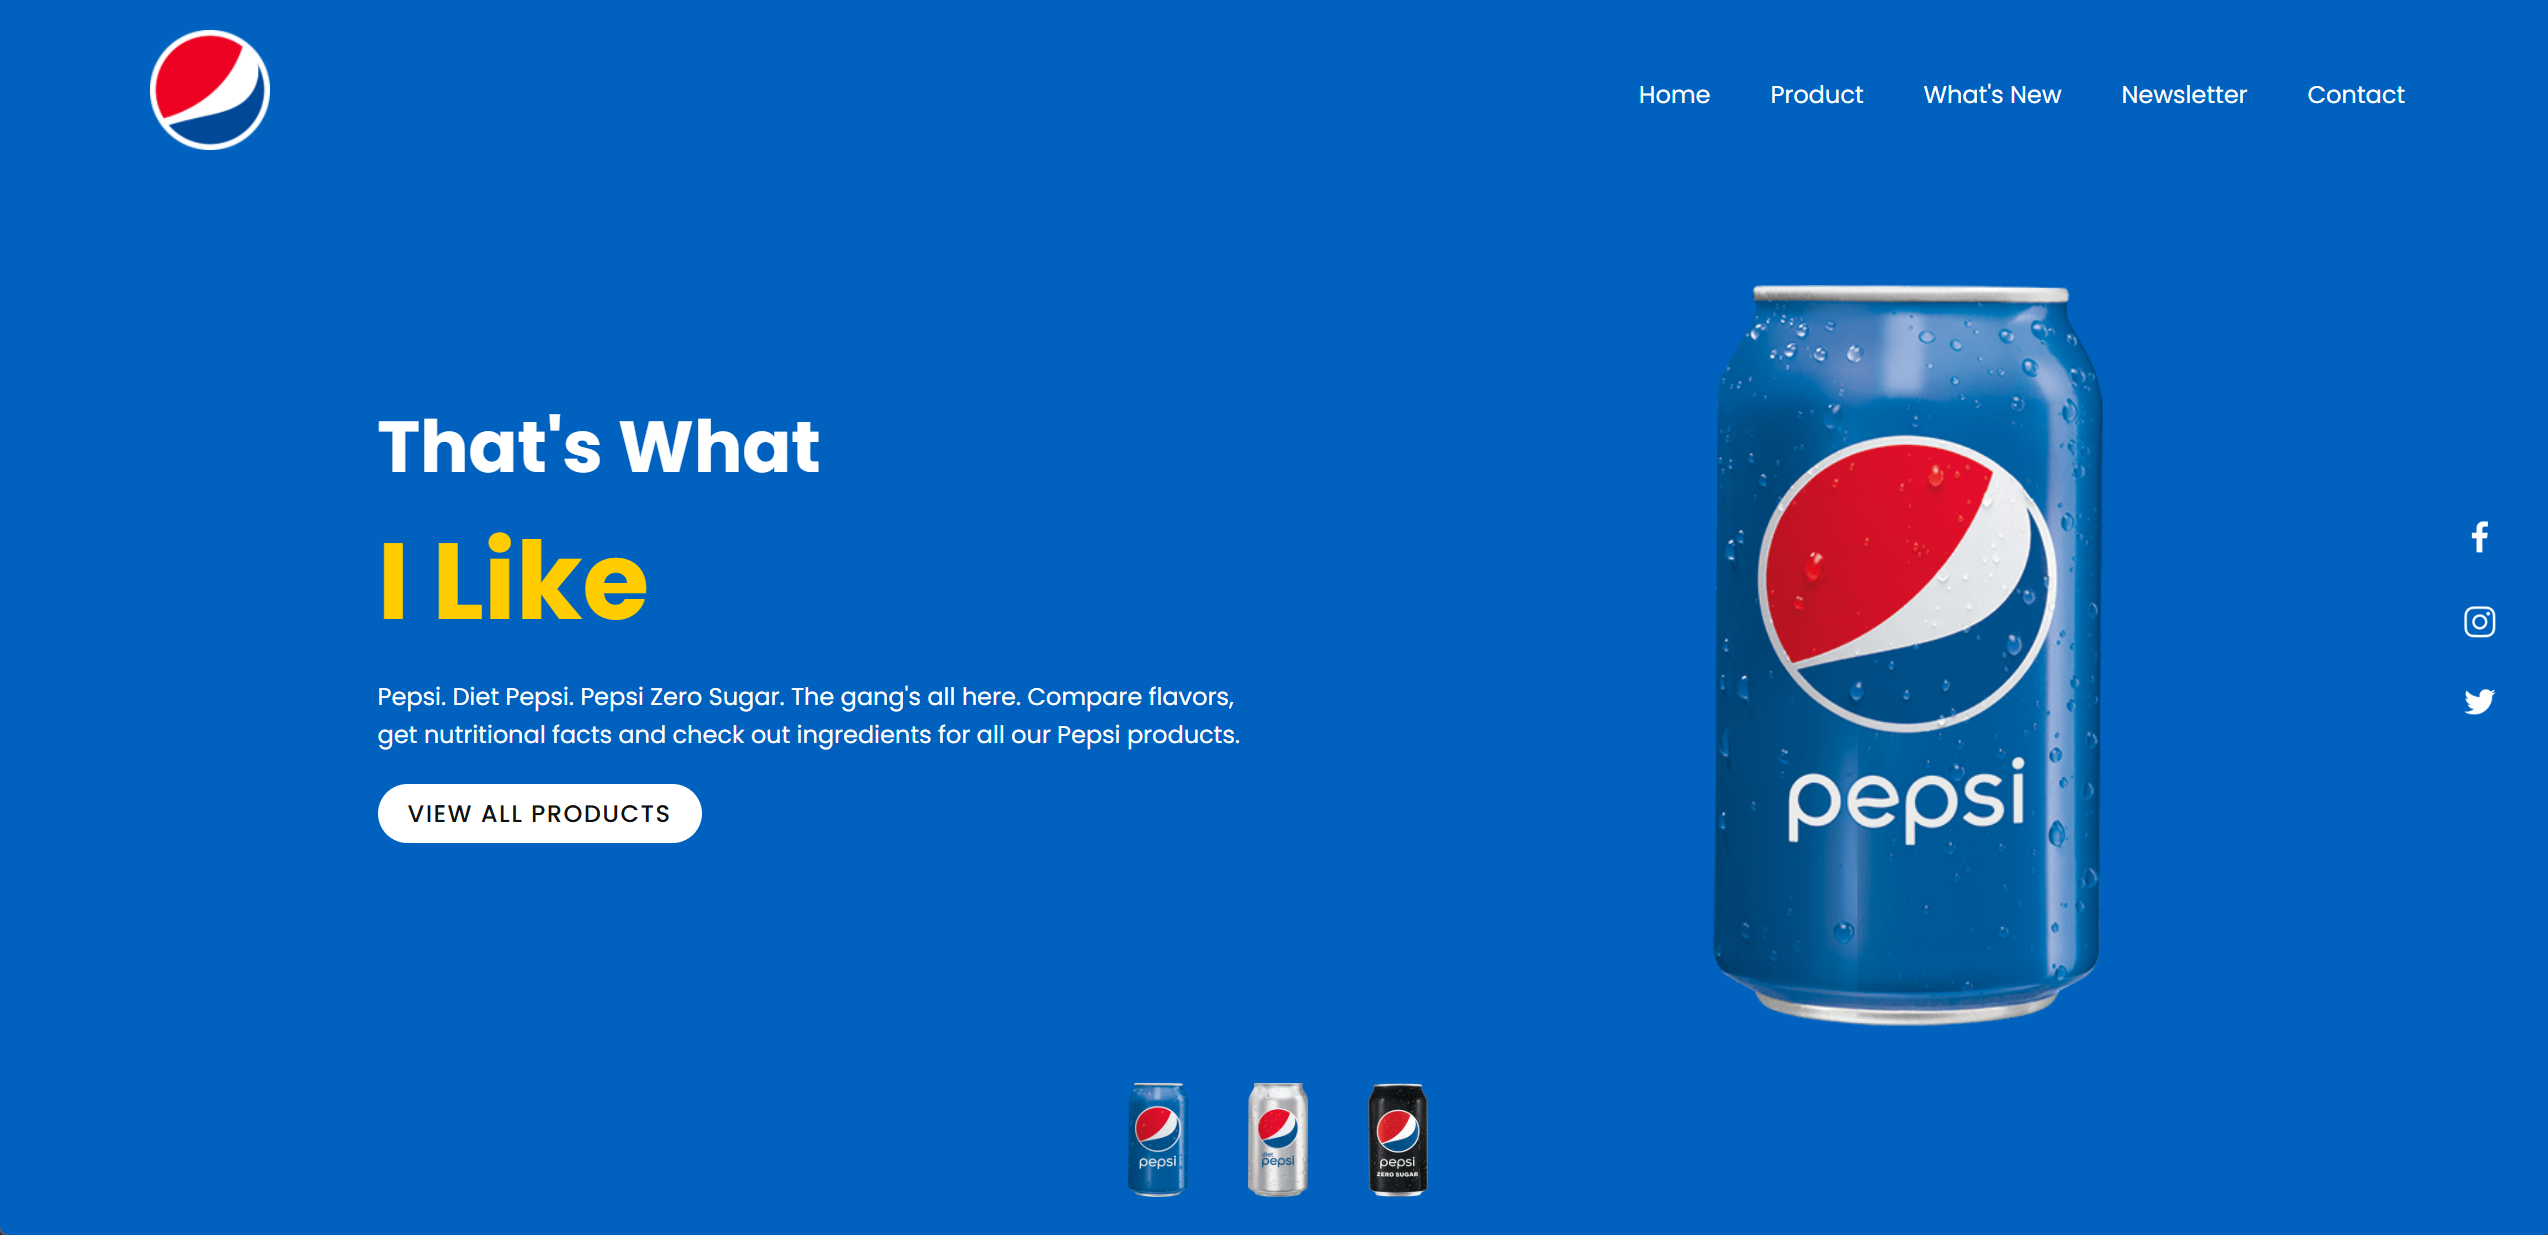 Home Product What's New Newsletter Contact
That's What
I Like
Pepsi. Diet Pepsi. Pepsi Zero Sugar. The gang's all here. Compare flavors,
get nutritional facts and check out ingredients for all our Pepsi products.
VIEW ALL PRODUCTS
pepsi
pepsi
diet
pepsi
pepsi
ZERO SUGAR